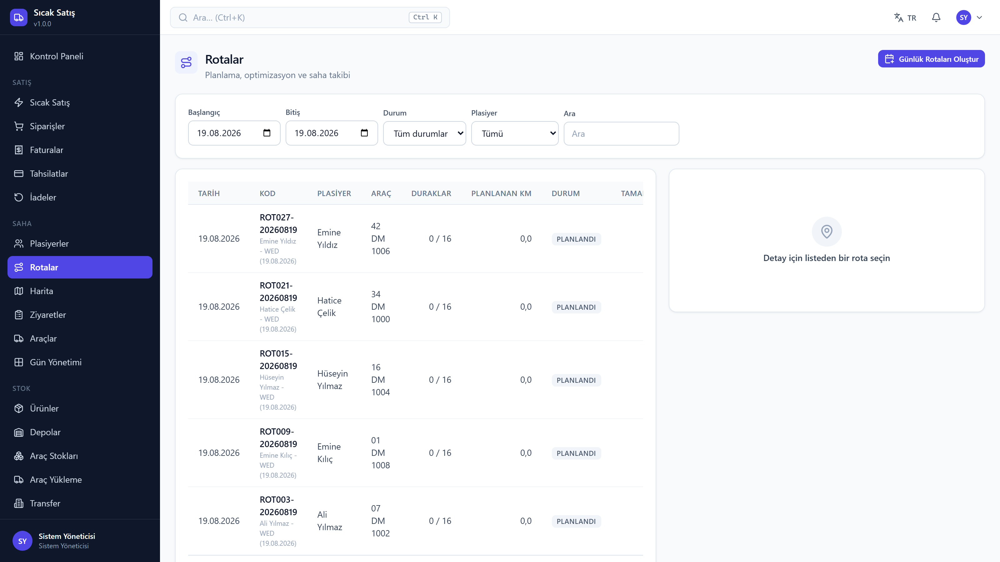 Sıcak Satış
v1.0.0
Ara... (Ctrl+K)
Ctrl K
TR
SY
Kontrol Paneli
SATIŞ
Sıcak Satış
Siparişler
Faturalar
Tahsilatlar
İadeler
SAHA
Plasiyerler
Rotalar
Harita
Ziyaretler
Araçlar
Gün Yönetimi
STOK
Ürünler
Depolar
Araç Stokları
Araç Yükleme
Transfer
SY
Sistem Yöneticisi
Sistem Yöneticisi
Rotalar
Planlama, optimizasyon ve saha takibi
Günlük Rotaları Oluştur
Başlangıç
19.08.2026
Bitiş
19.08.2026
Durum
Tüm durumlar
Plasiyer
Tümü
Ara
Ara
TARİH KOD PLASİYER ARAÇ DURAKLAR PLANLANAN KM DURUM
19.08.2026
ROT027-
20260819
Emine Yıldız
- WED
(19.08.2026)
Emine
Yıldız
42
DM
1006
0 / 16
0,0
PLANLANDI
19.08.2026
ROT021-
20260819
Hatice Çelik
- WED
(19.08.2026)
Hatice
Çelik
34
DM
1000
0 / 16
0,0
PLANLANDI
19.08.2026
ROT015-
20260819
Hüseyin
Yılmaz -
WED
(19.08.2026)
Hüseyin
Yılmaz
16
DM
1004
0 / 16
0,0
PLANLANDI
19.08.2026
ROT009-
20260819
Emine Kılıç -
WED
(19.08.2026)
Emine
Kılıç
01
DM
1008
0 / 16
0,0
PLANLANDI
19.08.2026
ROT003-
20260819
Ali Yılmaz -
WED
(19.08.2026)
Ali
Yılmaz
07
DM
1002
0 / 16
0,0
PLANLANDI
Detay için listeden bir rota seçin